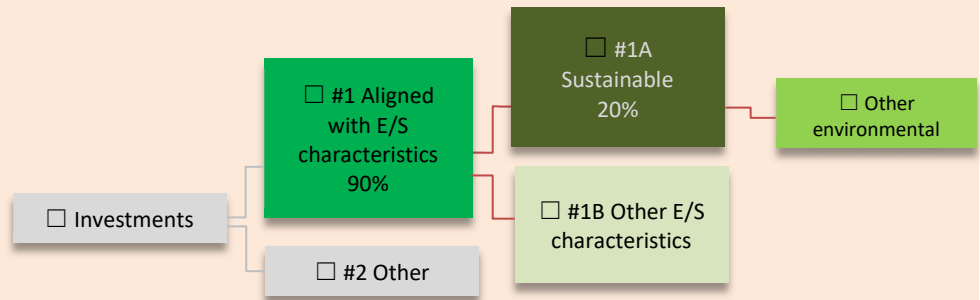 ☐ Investments
☐ #1 Aligned
with E/S
characteristics
90%
☐ #2 Other
☐ #1A
Sustainable
20%
☐ #1B Other E/S
characteristics
☐ Other
environmental